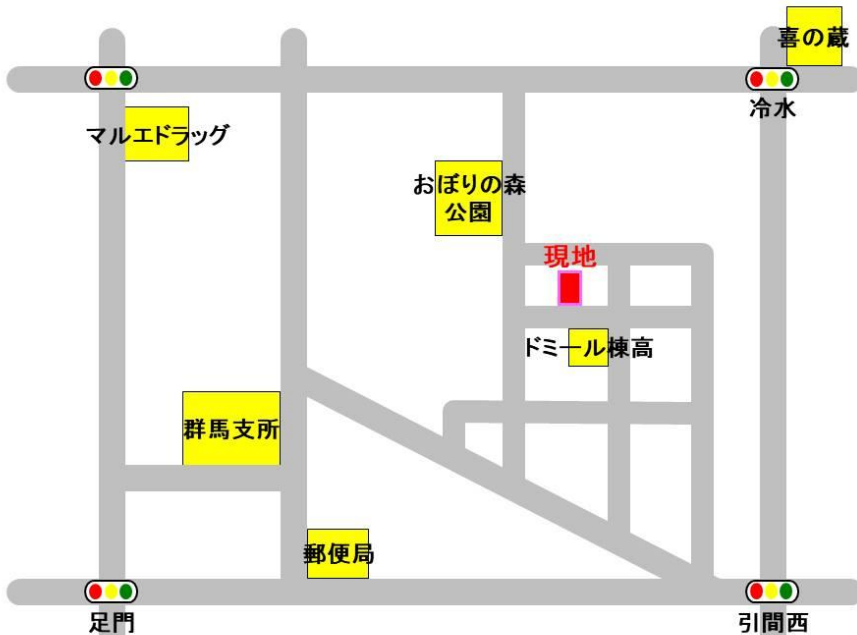 喜の蔵
冷水
マルエドラッグ
おぼりの森
公園
現地
ドミール棟高
群馬支所
郵便局
足門
引間西